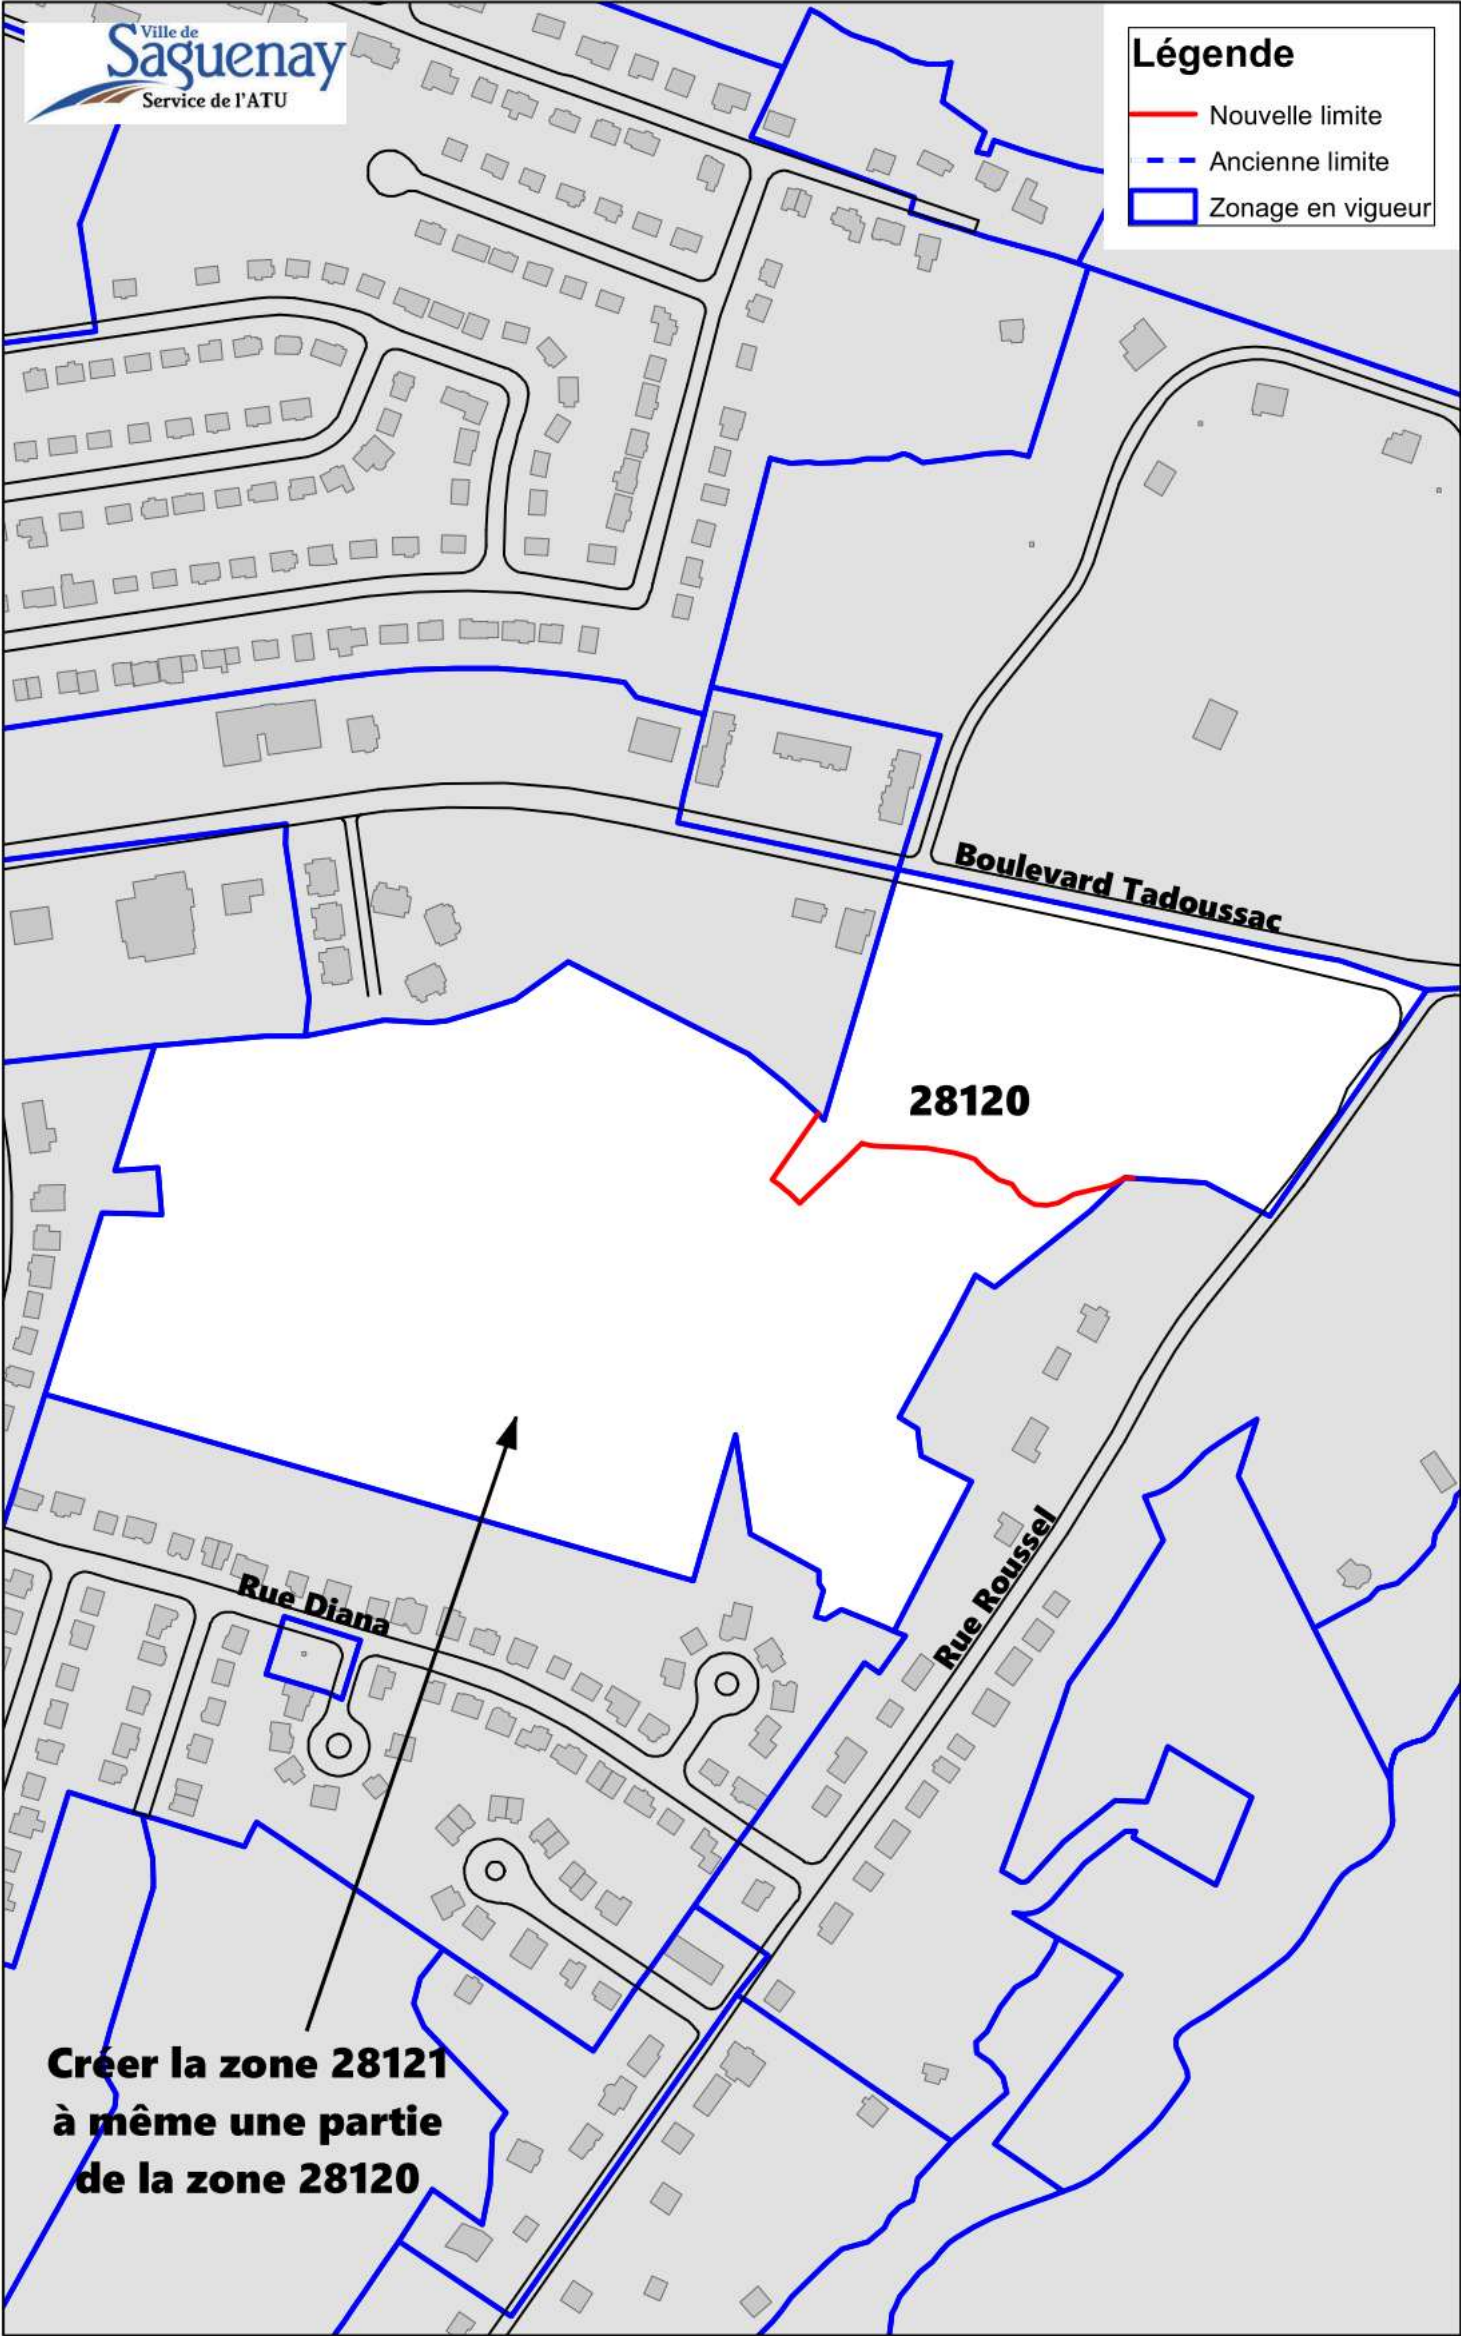 Ville de
Saguenay
Service de l'ATU
Légende
Nouvelle limite
Ancienne limite
Zonage en vigueur
Boulevard Tadoussac
28120
Rue Roussel
Rue Diana
Créer la zone 28121
à même une partie
de la zone 28120